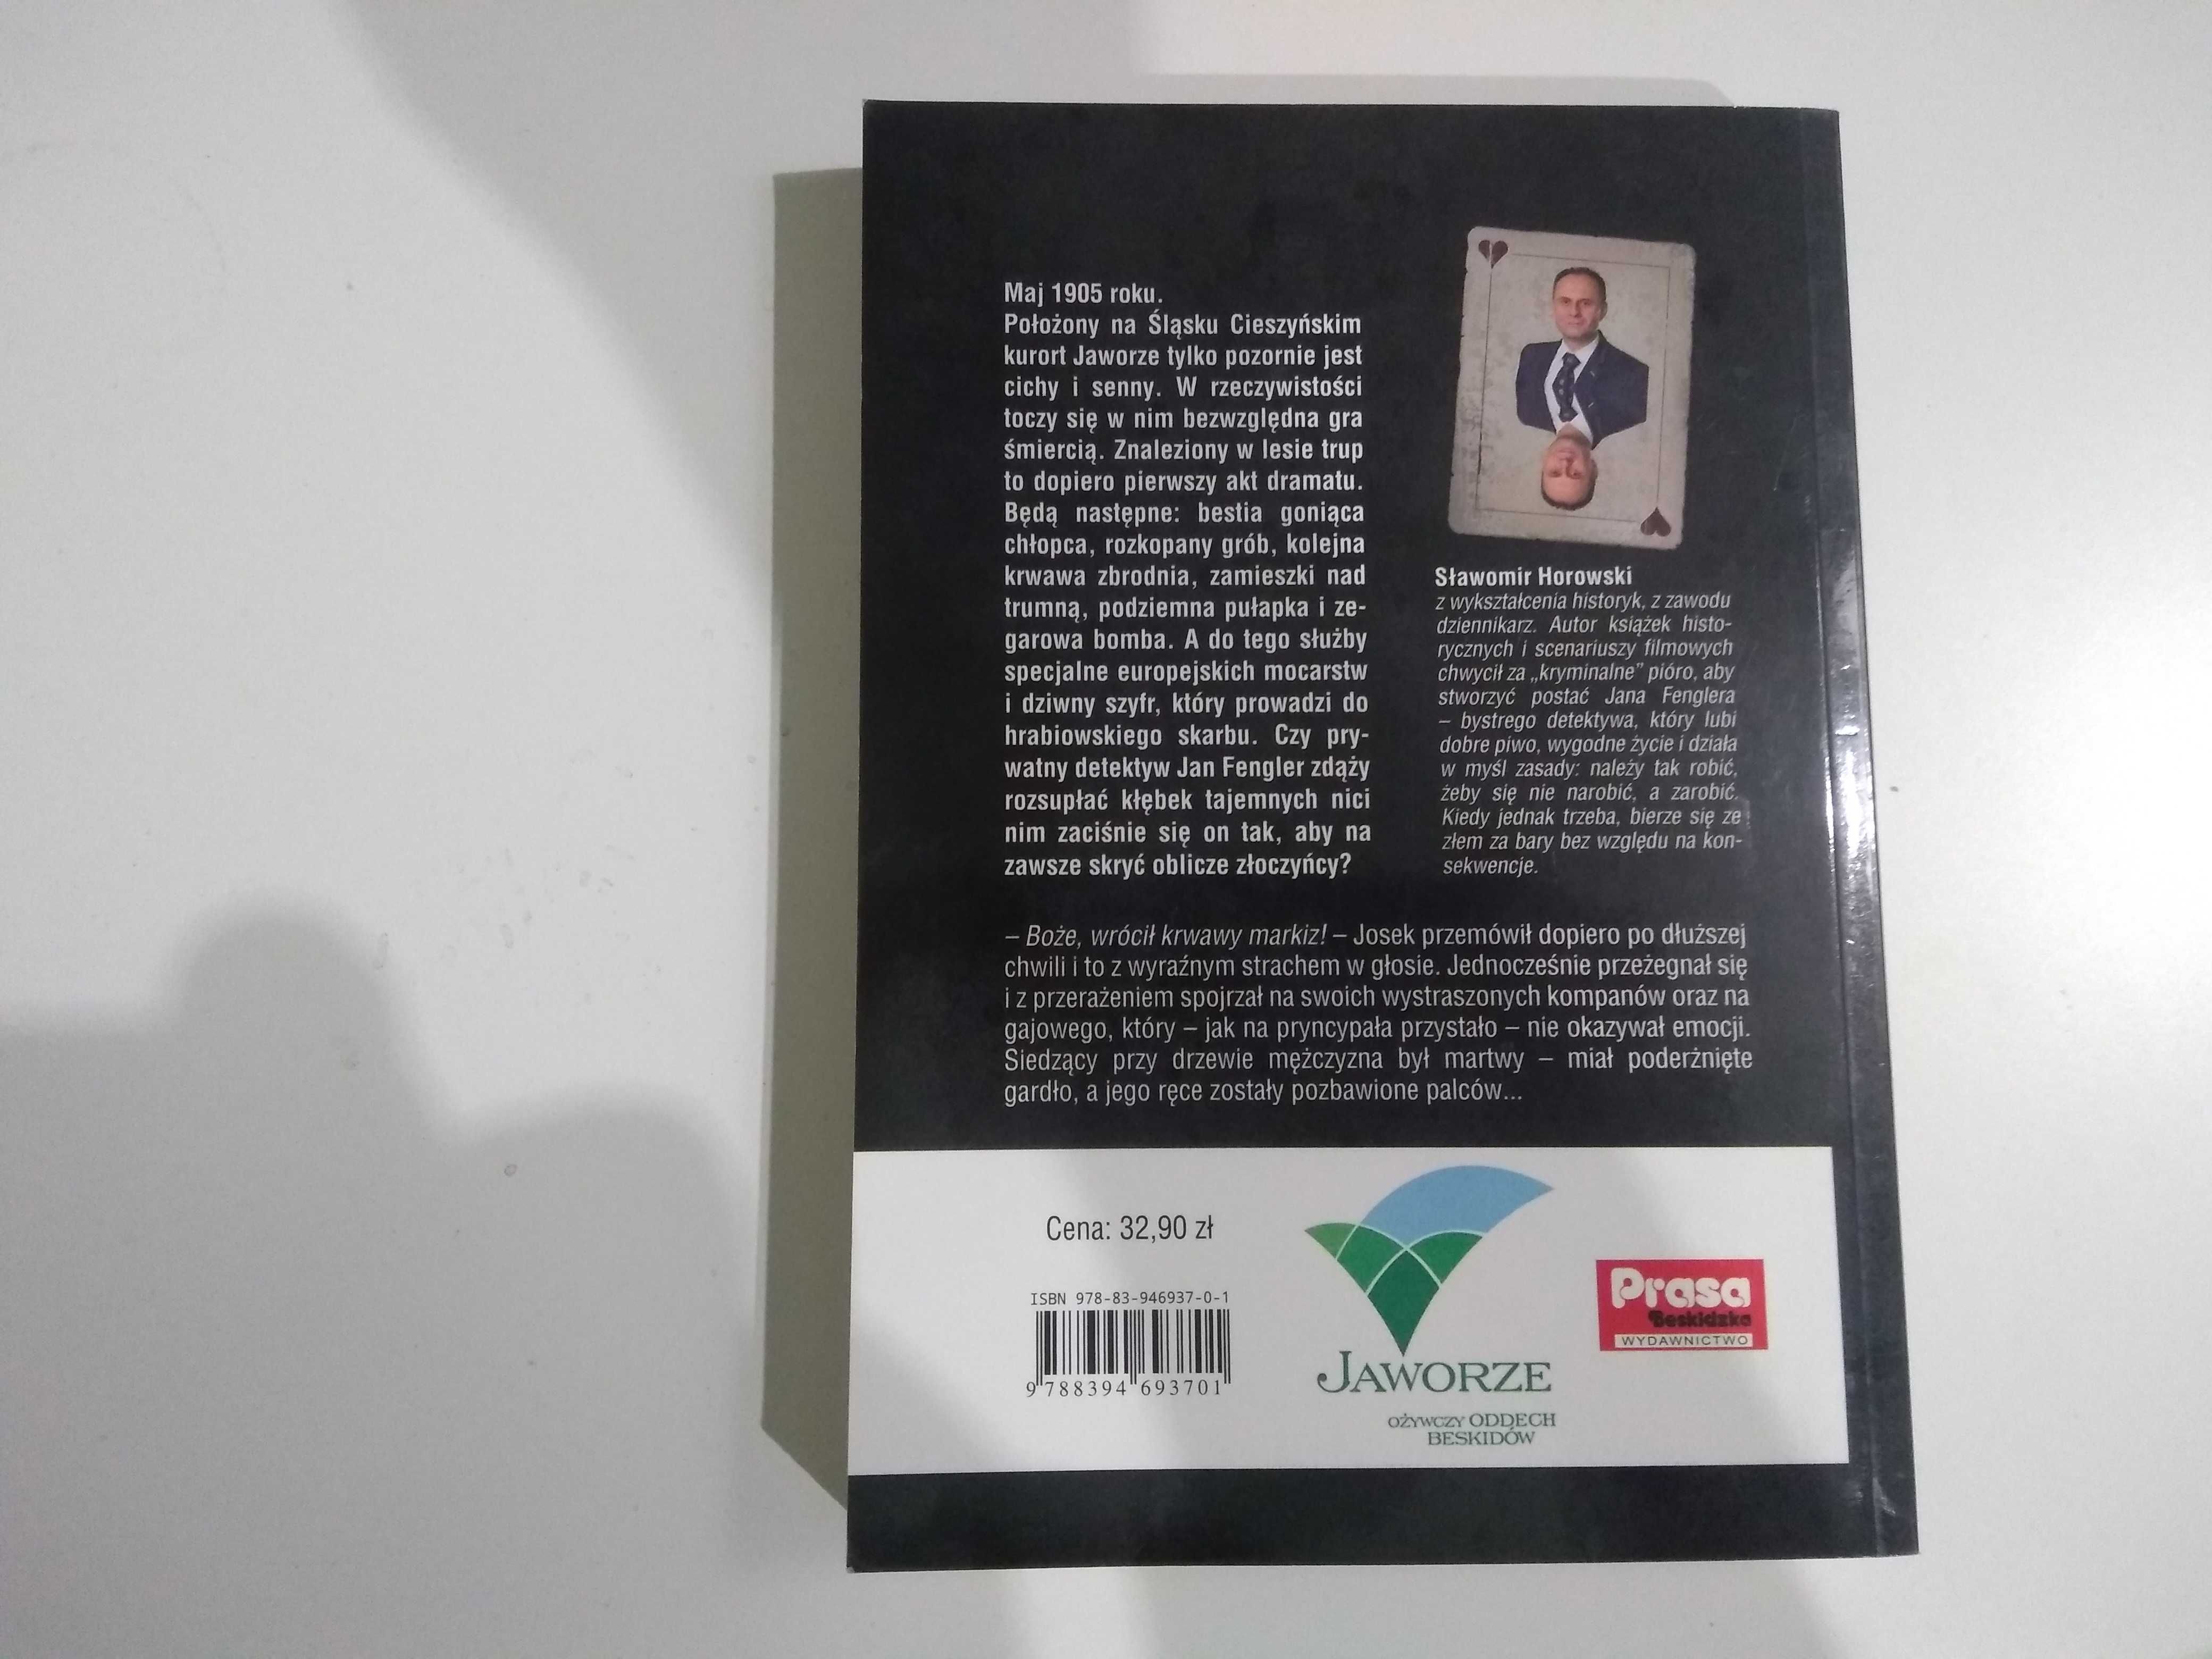 Maj 1905 roku.
Położony na Śląsku Cieszyńskim
kurort Jaworze tylko pozornie jest
cichy i senny. W rzeczywistości
toczy się w nim bezwzględna gra
śmiercią. Znaleziony w lesie trup
to dopiero pierwszy akt dramatu.
Będą następne: bestia goniąca
chłopca, rozkopany grób, kolejna
krwawa zbrodnia, zamieszki nad
trumną, podziemna pułapka i ze-
garowa bomba. A do tego służby
specjalne europejskich mocarstw
i dziwny szyfr, który prowadzi do
hrabiowskiego skarbu. Czy pry-
watny detektyw Jan Fengler zdąży
rozsupłać kłębek tajemnych nici
nim zaciśnie się on tak, aby na
zawsze skryć oblicze złoczyńcy?
Sławomir Horowski
z wykształcenia historyk, z zawodu
dziennikarz. Autor książek histo-
rycznych i scenariuszy filmowych
chwycił za „kryminalne” pióro, aby
stworzyć postać Jana Fenglera
– bystrego detektywa, który lubi
dobre piwo, wygodne życie i działa
w myśl zasady: należy tak robić,
żeby się nie narobić, a zarobić.
Kiedy jednak trzeba, bierze się ze
złem za bary bez względu na kon-
sekwencje.
– Boże, wrócił krwawy markiz! – Josek przemówił dopiero po dłuższej
chwili i to z wyraźnym strachem w głosie. Jednocześnie przeżegnał się
i z przerażeniem spojrzał na swoich wystraszonych kompanów oraz na
gajowego, który – jak na pryncypała przystało – nie okazywał emocji.
Siedzący przy drzewie mężczyzna był martwy – miał poderżnięte
gardło, a jego ręce zostały pozbawione palców...
Cena: 32,90 zł
ISBN 978-83-946937-0-1
9 788394 693701
JAWORZE
OŻYWCZY ODDECH
BESKIDÓW
Prasa
Beskidzka
WYDAWNICTWO